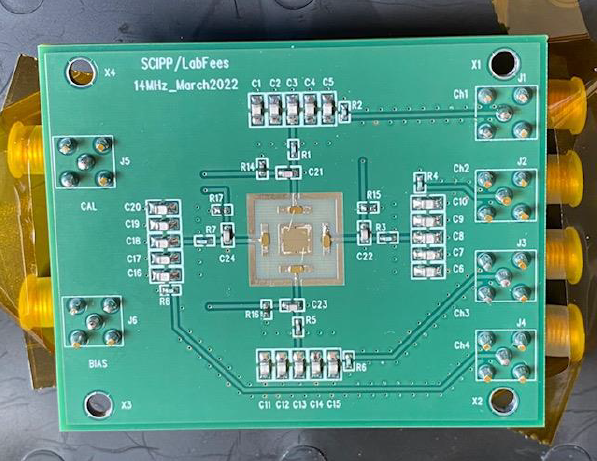 SCIPP/LabFees
14MHz_March2022
X4
X1
C1 C2 C3 C4 C5
J1
Ch1
R2
R1
R14
C21
J5
CAL
Ch2
J2
R4
C20
C19
C18
C17
C16
R17
R7
C24
R15
R3
C22
C10
C9
C8
C7
C6
J3
Ch3
R8
J6
BIAS
R16
C23
R5
R6
Ch4
J4
C11 C12 C13 C14 C15
X3
X2